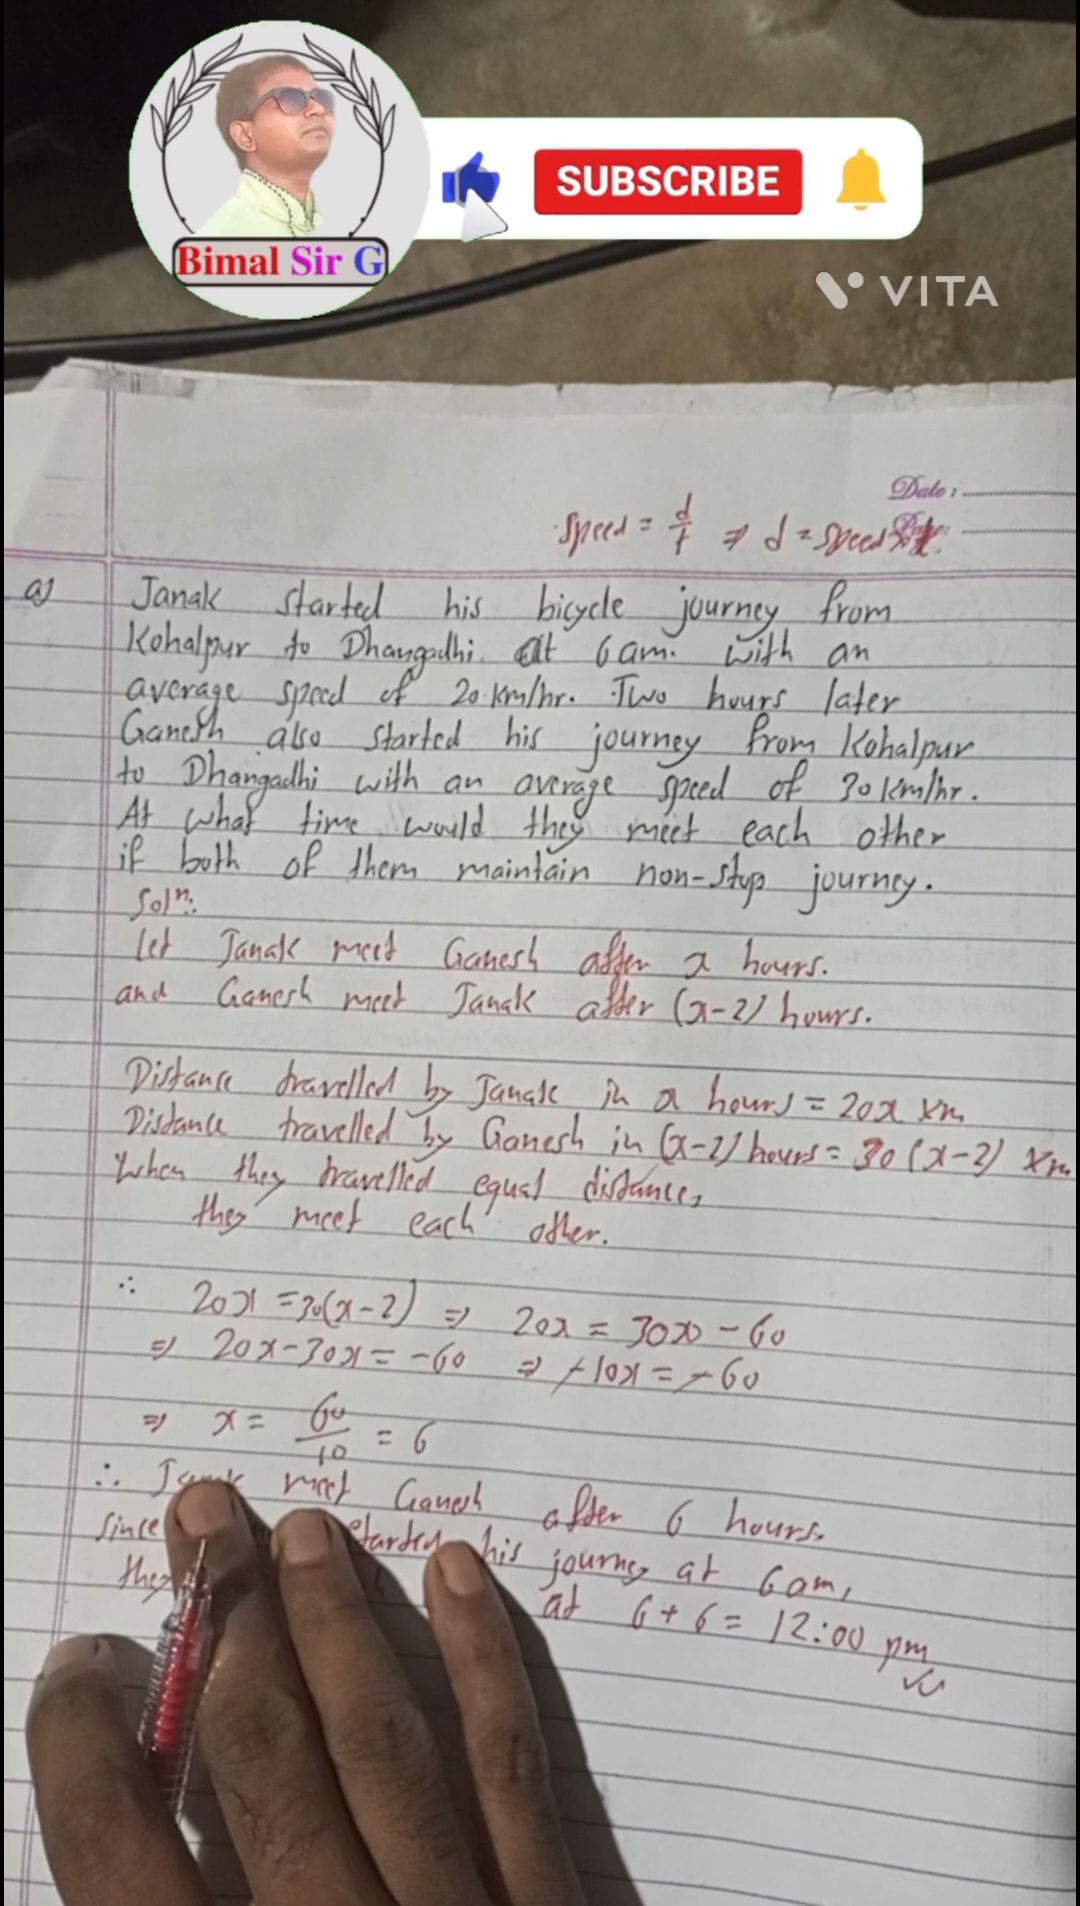 Bimal Sir G
SUBSCRIBE
VITA
Date :
speed = d/t ⇒ d = speed × t.
a) Janak started his bicycle journey from
Kohalpur to Dhangadhi. at 6 am. with an
average speed of 20 km/hr. Two hours later
Ganesh also started his journey from Kohalpur
to Dhangadhi with an average speed of 30 km/hr.
At what time would they meet each other
if both of them maintain non-stop journey.
Solⁿ:
Let Janak meet Ganesh after x hours.
and Ganesh meet Janak after (x-2) hours.
Distance travelled by Janak in x hours = 20x km
Distance travelled by Ganesh in (x-2) hours = 30(x-2) km
When they travelled equal distance,
they meet each other.
∴ 20x = 30(x-2) ⇒ 20x = 30x - 60
⇒ 20x - 30x = -60 ⇒ -10x = -60
⇒ x = 60/10 = 6
∴ Janak meet Ganesh after 6 hours.
Since started his journey at 6 am,
they at 6 + 6 = 12:00 pm